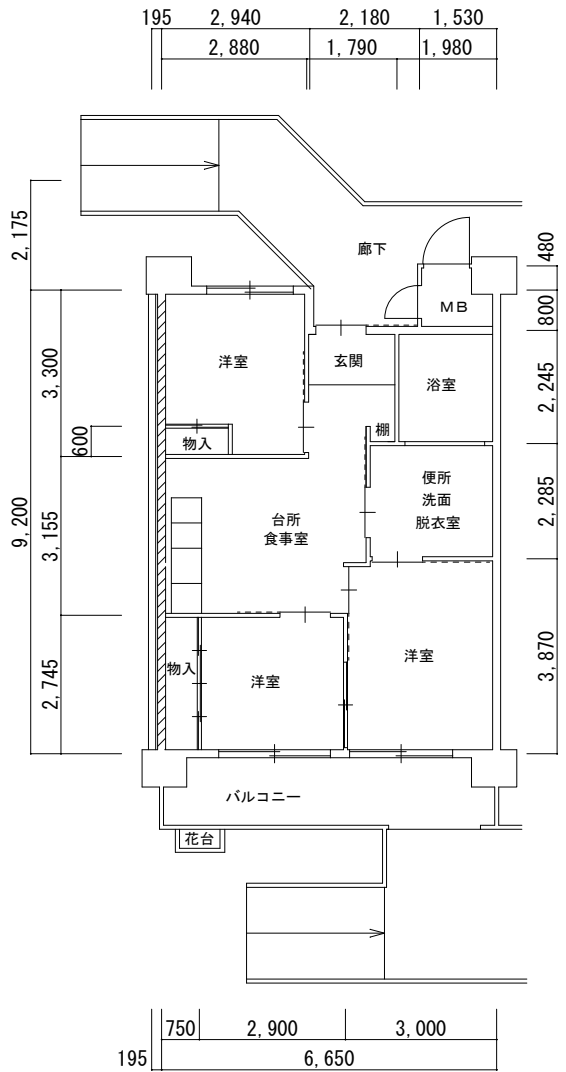 195 2,940 2,180 1,530
2,880 1,790 1,980
2,175
廊下
480
MB
800
洋室
玄関
3,300
浴室
2,245
棚
物入
600
便所
洗面
脱衣室
2,285
台所
食事室
9,200
3,155
洋室
3,870
物入
洋室
2,745
バルコニー
花台
750 2,900 3,000
195 6,650